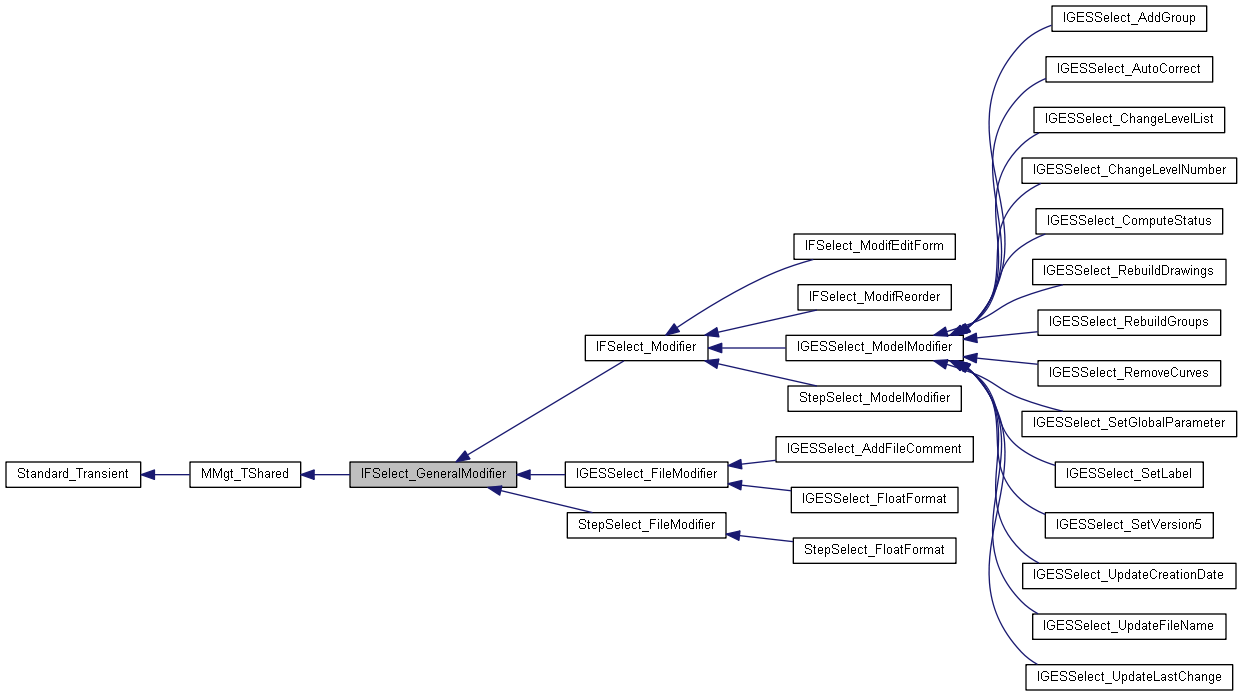 Standard_Transient
MMgt_TShared
IFSelect_GeneralModifier
IFSelect_Modifier
IGESSelect_FileModifier
StepSelect_FileModifier
IFSelect_ModifEditForm
IFSelect_ModifReorder
IGESSelect_ModelModifier
StepSelect_ModelModifier
IGESSelect_AddFileComment
IGESSelect_FloatFormat
StepSelect_FloatFormat
IGESSelect_AddGroup
IGESSelect_AutoCorrect
IGESSelect_ChangeLevelList
IGESSelect_ChangeLevelNumber
IGESSelect_ComputeStatus
IGESSelect_RebuildDrawings
IGESSelect_RebuildGroups
IGESSelect_RemoveCurves
IGESSelect_SetGlobalParameter
IGESSelect_SetLabel
IGESSelect_SetVersion5
IGESSelect_UpdateCreationDate
IGESSelect_UpdateFileName
IGESSelect_UpdateLastChange